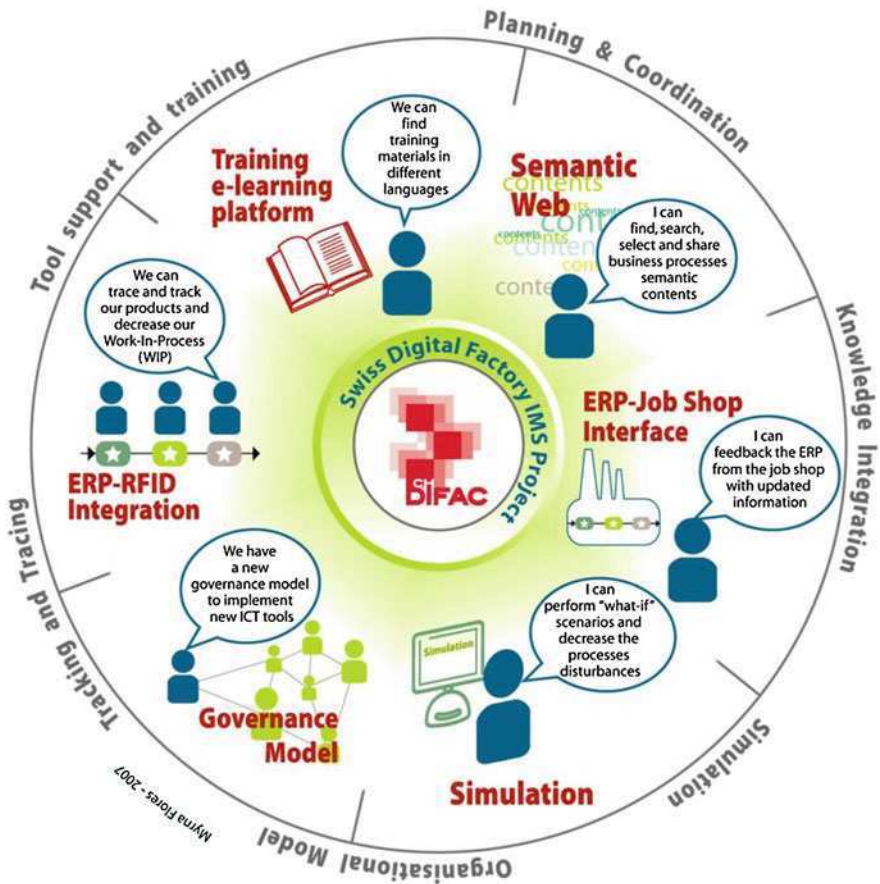 Planning & Coordination
Tool support and training
Knowledge Integration
Simulation
Organisational Model
Tracking and Tracing
Training
e-learning
platform
We can
find
training
materials in
different
languages
Semantic
Web
contents
contents
contents
contents
contents
I can
find, search,
select and share
business processes
semantic
contents
We can
trace and track
our products and
decrease our
Work-In-Process
(WIP)
ERP-RFID
Integration
Swiss Digital Factory IMS Project
CH
DIFAC
ERP-Job Shop
Interface
I can
feedback the ERP
from the job shop
with updated
information
We have
a new
governance model
to implement
new ICT tools
Governance
Model
Simulation
I can
perform "what-if"
scenarios and
decrease the
processes
disturbances
Simulation
Myrna Flores - 2007